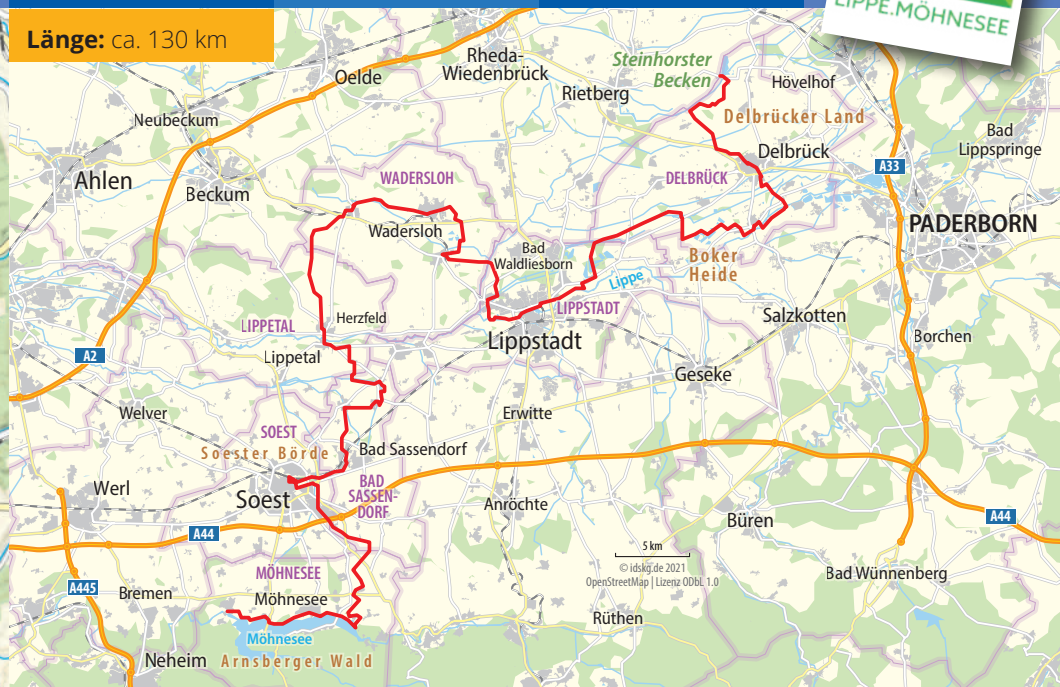 LIPPE.MÖHNESEE
Länge: ca. 130 km
Rheda-
Wiedenbrück
Oelde
Steinhorster
Becken
Rietberg
Hövelhof
Neubeckum
Delbrücker Land
Bad
Lippspringe
Delbrück
A33
Ahlen
Beckum
WADERSLOH
DELBRÜCK
PADERBORN
Wadersloh
Bad
Waldliesborn
Boker
Heide
Lippe
LIPPSTADT
Salzkotten
LIPPETAL
Herzfeld
Lippstadt
Borchen
A2
Lippetal
Geseke
Welver
Erwitte
SOEST
Soester Börde
Bad Sassendorf
Werl
Soest
BAD
SASSEN-
DORF
Anröchte
Büren
A44
A44
5 km
© idskg.de 2021
OpenStreetMap | Lizenz ODbL 1.0
MÖHNESEE
Bad Wünnenberg
A445
Bremen
Möhnesee
Rüthen
Möhnesee
Neheim
Arnsberger Wald